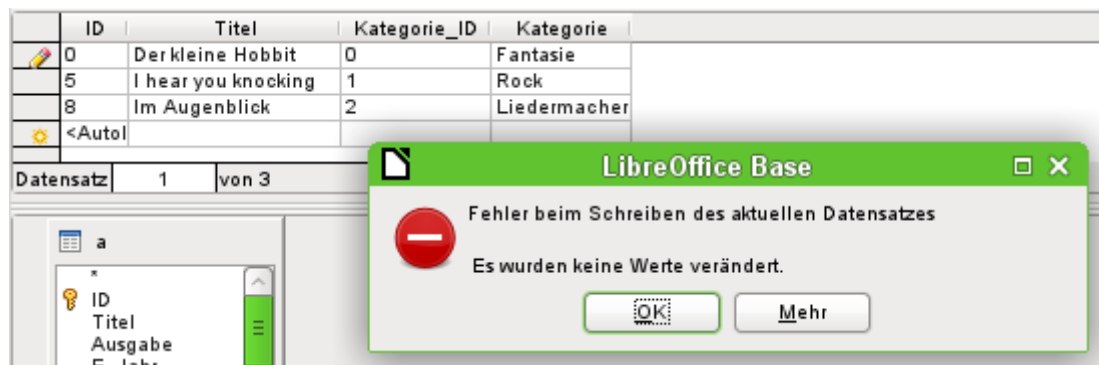 ID Titel Kategorie_ID Kategorie
0 Der kleine Hobbit 0 Fantasie
5 I hear you knocking 1 Rock
8 Im Augenblick 2 Liedermacher
<AutoI
Datensatz 1 von 3
LibreOffice Base
Fehler beim Schreiben des aktuellen Datensatzes
Es wurden keine Werte verändert.
OK Mehr
a
*
ID
Titel
Ausgabe